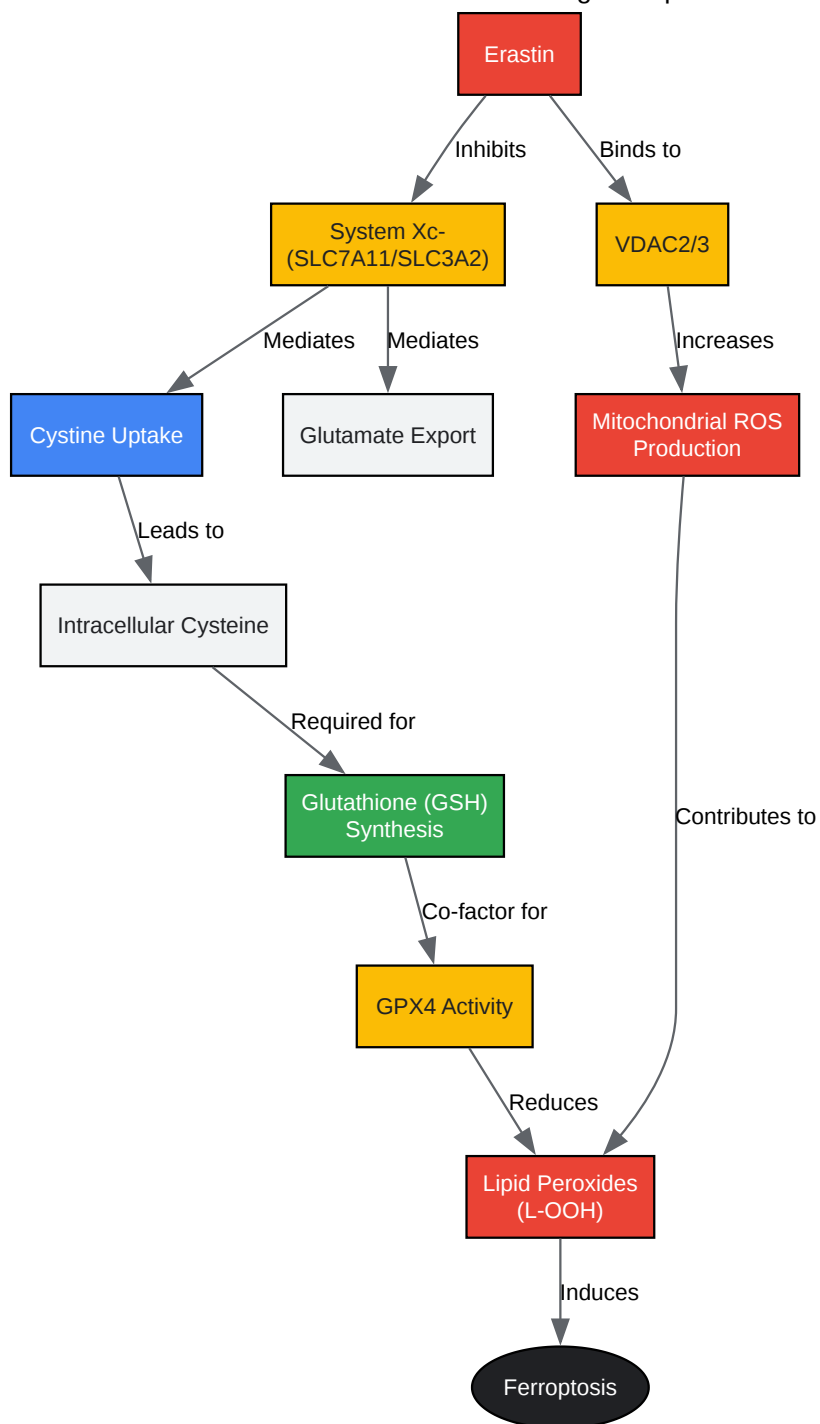 Erastin
Inhibits
Binds to
System Xc-
(SLC7A11/SLC3A2)
VDAC2/3
Mediates
Mediates
Increases
Cystine Uptake
Glutamate Export
Mitochondrial ROS
Production
Leads to
Intracellular Cysteine
Required for
Glutathione (GSH)
Synthesis
Contributes to
Co-factor for
GPX4 Activity
Reduces
Lipid Peroxides
(L-OOH)
Induces
Ferroptosis